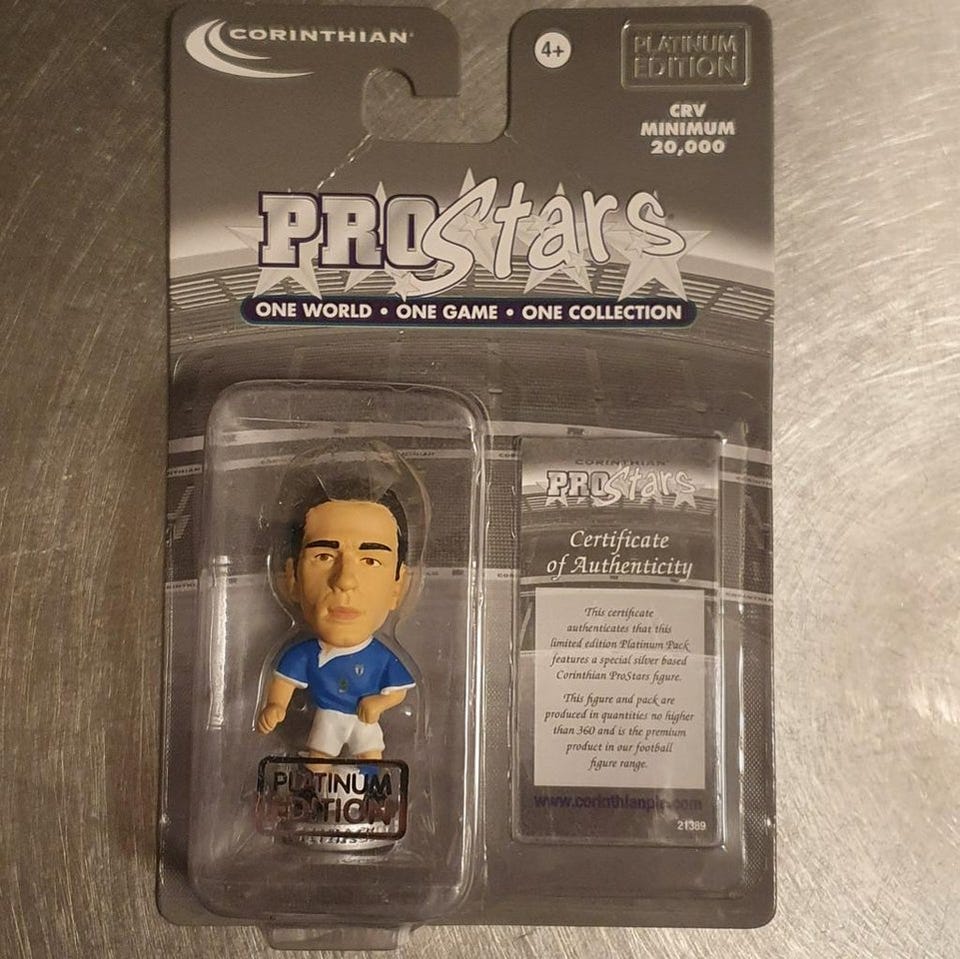 CORINTHIAN
4+
PLATINUM
EDITION
CRV
MINIMUM
20,000
PROStars
ONE WORLD • ONE GAME • ONE COLLECTION
CORINTHIAN
PROStars
Certificate
of Authenticity
This certificate
authenticates that this
limited edition Platinum Pack
features a special silver based
Corinthian ProStars figure.
This figure and pack are
produced in quantities no higher
than 360 and is the premium
product in our football
figure range.
www.corinthianplc.com
21389
PLATINUM
EDITION